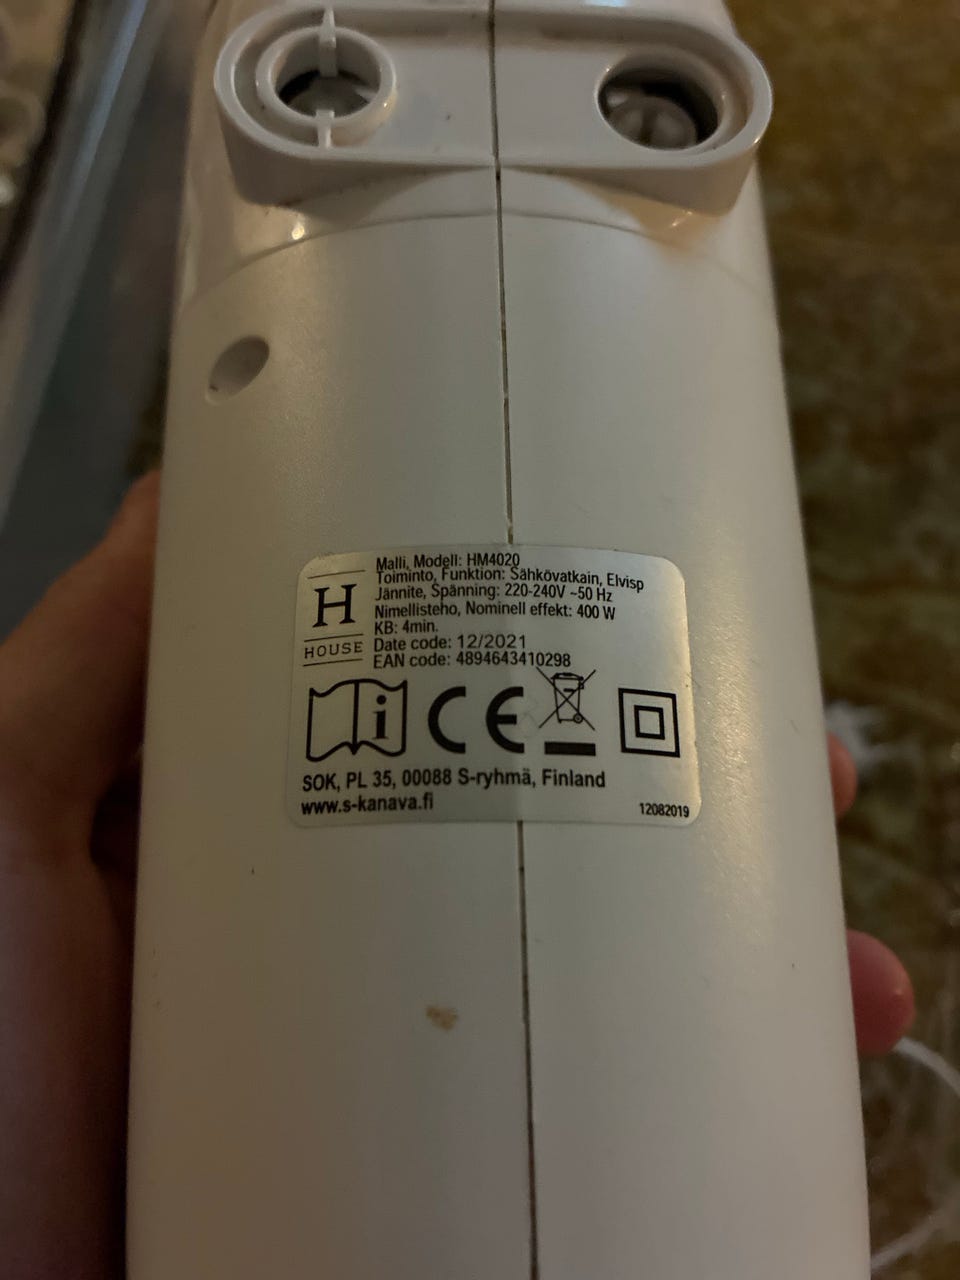 Malli, Modell: HM4020
Toiminto, Funktion: Sähkövatkain, Elvisp
Jännite, Spänning: 220-240V ~50 Hz
Nimellisteho, Nominell effekt: 400 W
KB: 4min.
Date code: 12/2021
EAN code: 4894643410298
H
HOUSE
i
CE
SOK, PL 35, 00088 S-ryhmä, Finland
www.s-kanava.fi
12082019